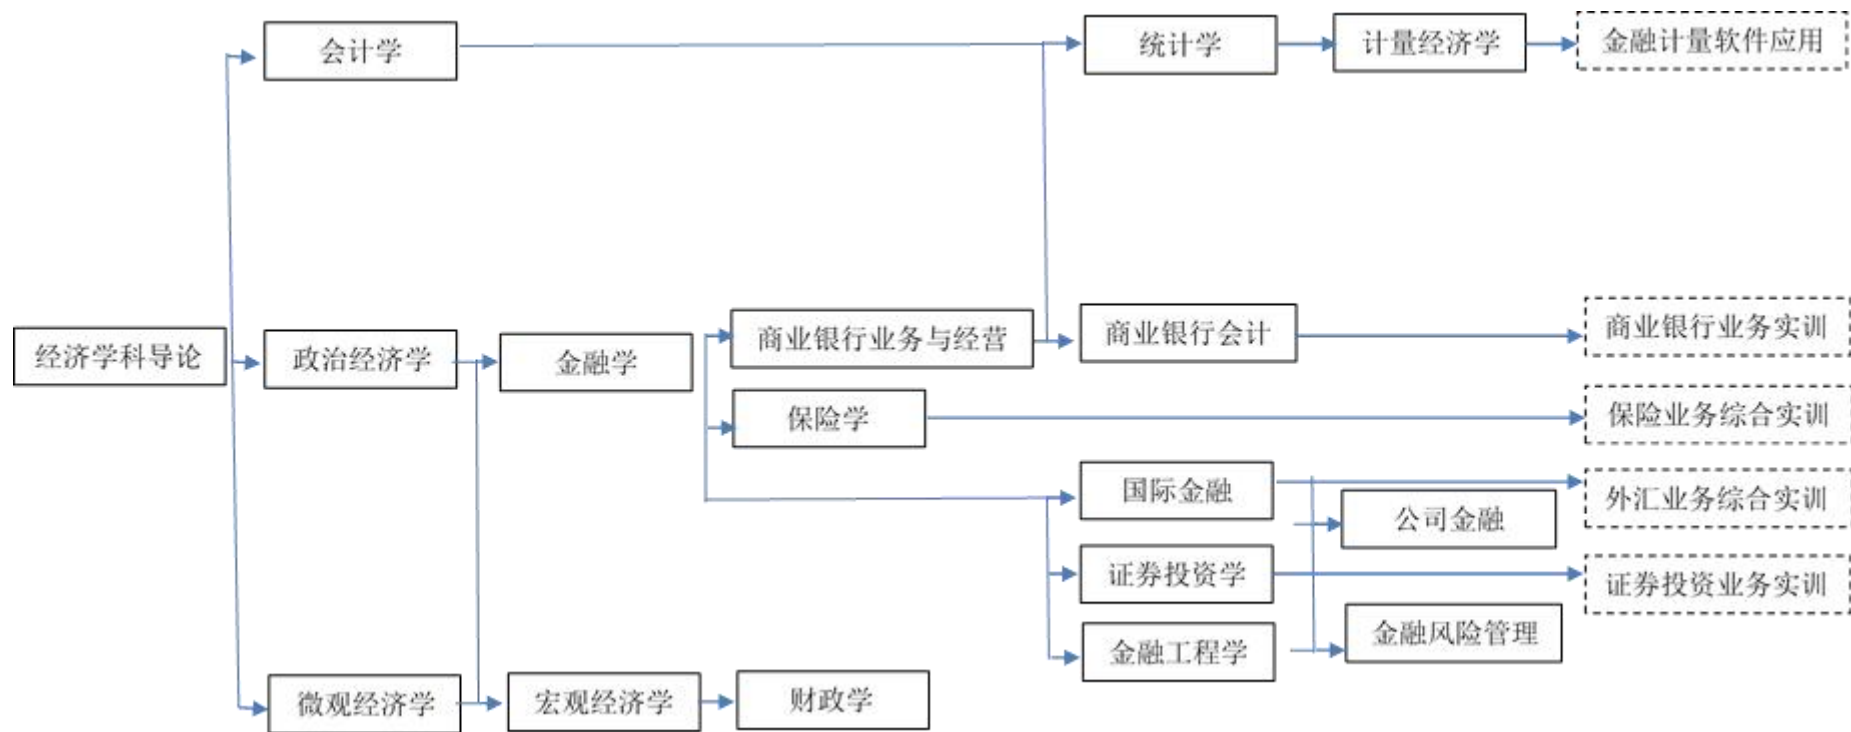 会计学
统计学
计量经济学
金融计量软件应用
经济学科导论
政治经济学
金融学
商业银行业务与经营
商业银行会计
商业银行业务实训
保险学
保险业务综合实训
国际金融
外汇业务综合实训
公司金融
证券投资学
证券投资业务实训
金融工程学
金融风险管理
微观经济学
宏观经济学
财政学